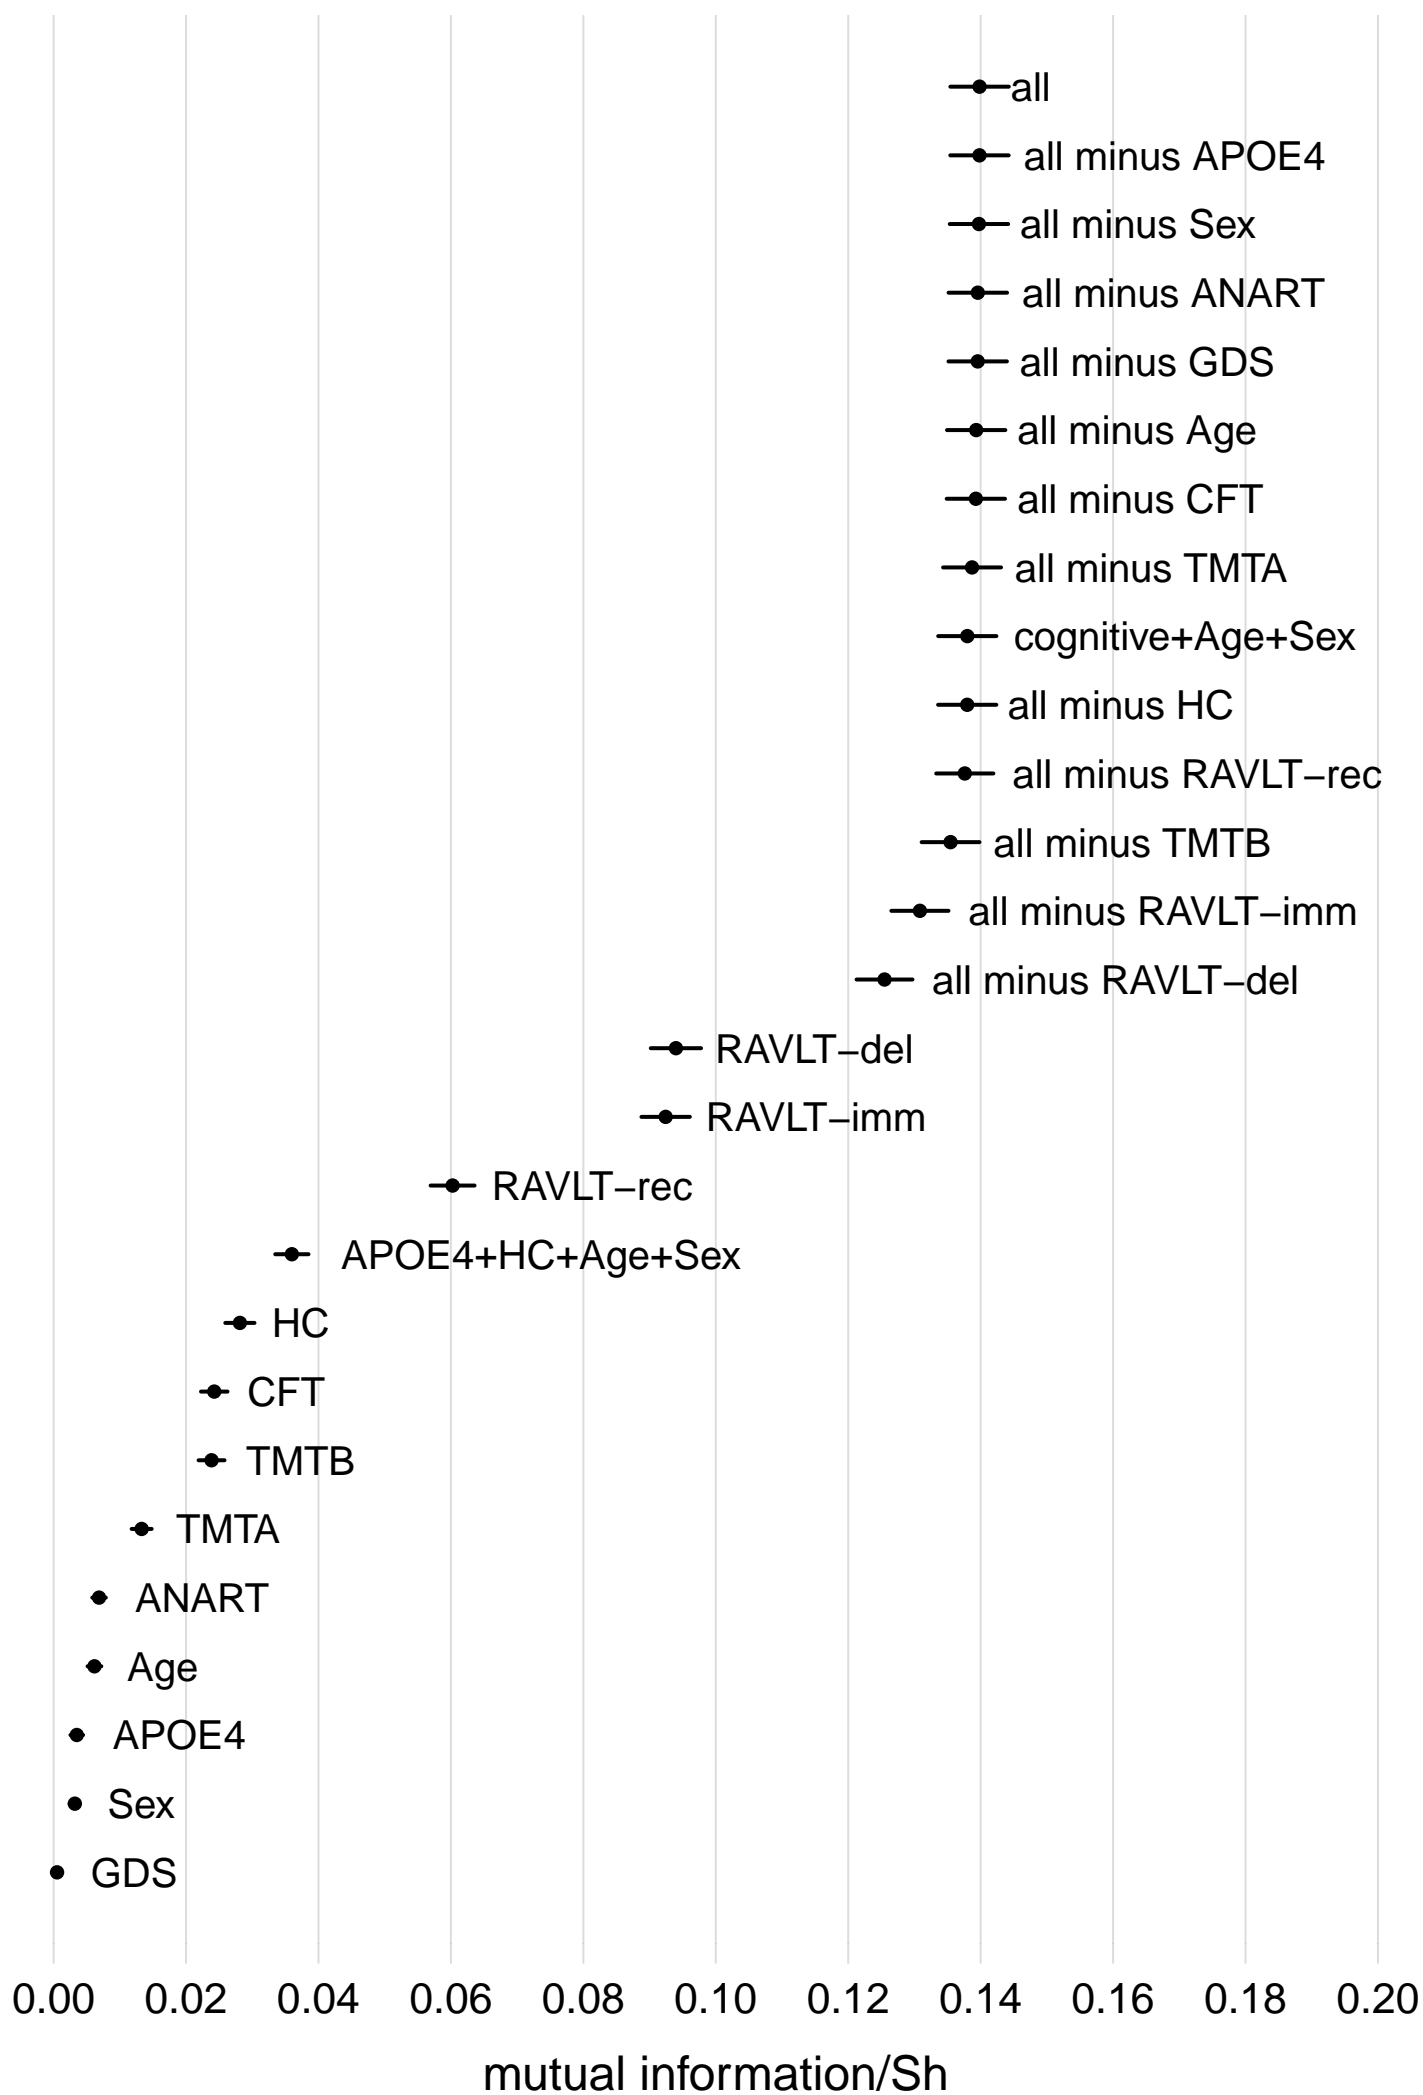 all
all minus APOE4
all minus Sex
all minus ANART
all minus GDS
all minus Age
all minus CFT
all minus TMTA
cognitive+Age+Sex
all minus HC
all minus RAVLT−rec
all minus TMTB
all minus RAVLT−imm
all minus RAVLT−del
RAVLT−del
RAVLT−imm
RAVLT−rec
APOE4+HC+Age+Sex
HC
CFT
TMTB
TMTA
ANART
Age
APOE4
Sex
GDS
0.00 0.02 0.04 0.06 0.08 0.10 0.12 0.14 0.16 0.18 0.20
mutual information/Sh